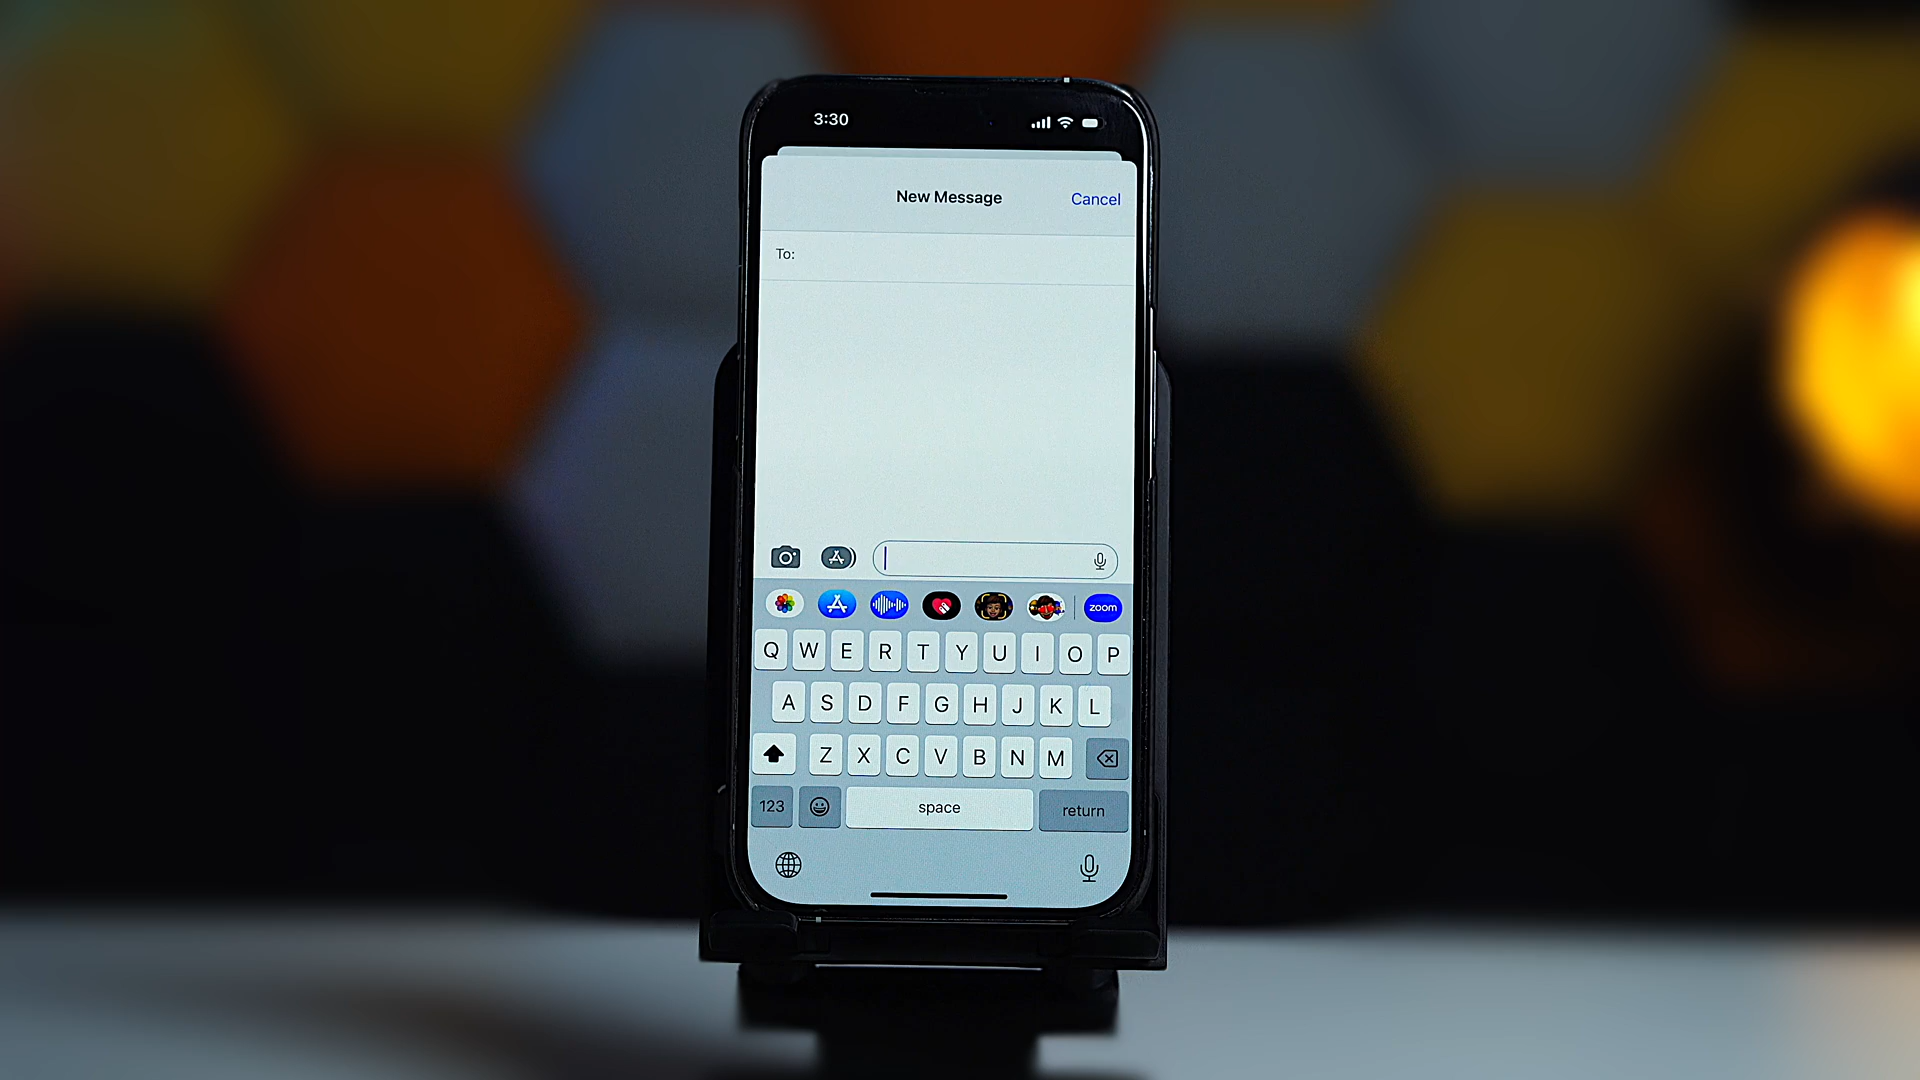 3:30
New Message Cancel
To:
zoom
Q W E R T Y U I O P
A S D F G H J K L
Z X C V B N M
123 space return